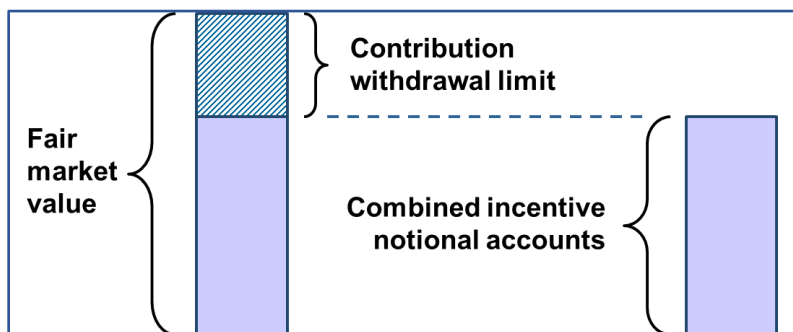 Contribution
withdrawal limit
Fair
market
value
Combined incentive
notional accounts